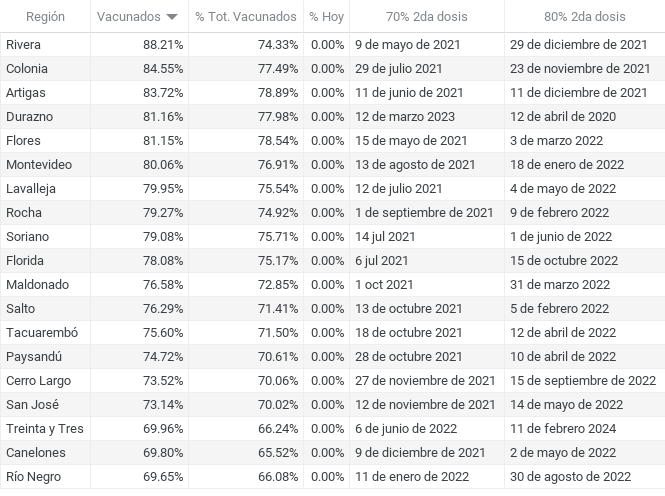 Región Vacunados % Tot. Vacunados % Hoy 70% 2da dosis 80% 2da dosis
Rivera 88.21% 74.33% 0.00% 9 de mayo de 2021 29 de diciembre de 2021
Colonia 84.55% 77.49% 0.00% 29 de julio 2021 23 de noviembre de 2021
Artigas 83.72% 78.89% 0.00% 11 de junio de 2021 11 de diciembre de 2021
Durazno 81.16% 77.98% 0.00% 12 de marzo 2023 12 de abril de 2020
Flores 81.15% 78.54% 0.00% 15 de mayo de 2021 3 de marzo 2022
Montevideo 80.06% 76.91% 0.00% 13 de agosto de 2021 18 de enero de 2022
Lavalleja 79.95% 75.54% 0.00% 12 de julio 2021 4 de mayo de 2022
Rocha 79.27% 74.92% 0.00% 1 de septiembre de 2021 9 de febrero 2022
Soriano 79.08% 75.71% 0.00% 14 jul 2021 1 de junio de 2022
Florida 78.08% 75.17% 0.00% 6 jul 2021 15 de octubre 2022
Maldonado 76.58% 72.85% 0.00% 1 oct 2021 31 de marzo 2022
Salto 76.29% 71.41% 0.00% 13 de octubre 2021 5 de febrero 2022
Tacuarembó 75.60% 71.50% 0.00% 18 de octubre 2021 12 de abril de 2022
Paysandú 74.72% 70.61% 0.00% 28 de octubre 2021 10 de abril de 2022
Cerro Largo 73.52% 70.06% 0.00% 27 de noviembre de 2021 15 de septiembre de 2022
San José 73.14% 70.02% 0.00% 12 de noviembre de 2021 14 de mayo de 2022
Treinta y Tres 69.96% 66.24% 0.00% 6 de junio de 2022 11 de febrero 2024
Canelones 69.80% 65.52% 0.00% 9 de diciembre de 2021 2 de mayo de 2022
Río Negro 69.65% 66.08% 0.00% 11 de enero de 2022 30 de agosto de 2022